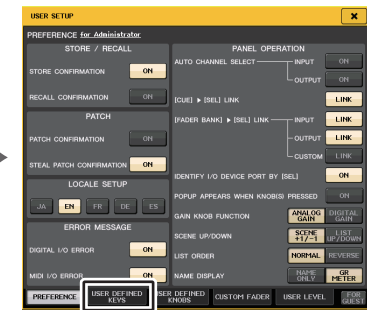 USER SETUP
PREFERENCE for Administrator
STORE / RECALL
STORE CONFIRMATION ON
RECALL CONFIRMATION ON
PATCH
PATCH CONFIRMATION ON
STEAL PATCH CONFIRMATION ON
LOCALE SETUP
JA EN FR DE ES
ERROR MESSAGE
DIGITAL I/O ERROR ON
MIDI I/O ERROR ON
PANEL OPERATION
AUTO CHANNEL SELECT INPUT ON
OUTPUT ON
[CUE] ▶ [SEL] LINK LINK
[FADER BANK] ▶ [SEL] LINK INPUT LINK
OUTPUT LINK
CUSTOM LINK
IDENTIFY I/O DEVICE PORT BY [SEL] ON
POPUP APPEARS WHEN KNOB(S) PRESSED ON
GAIN KNOB FUNCTION ANALOG GAIN DIGITAL GAIN
SCENE UP/DOWN SCENE +1/-1 LIST UP/DOWN
LIST ORDER NORMAL REVERSE
NAME DISPLAY NAME ONLY GR METER
PREFERENCE USER DEFINED KEYS USER DEFINED KNOBS CUSTOM FADER USER LEVEL FOR GUEST